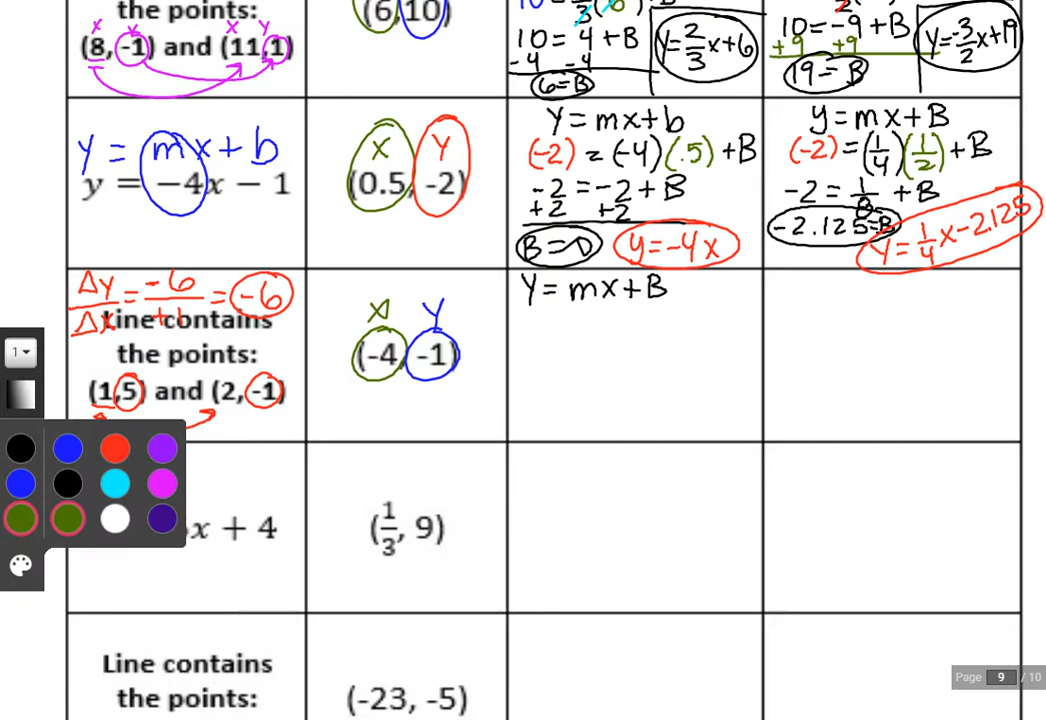 the points:
(8, -1) and (11, 1)
x x X Y
(6, 10)
10 = 4 + B
-4 -4
6 = B
y = 2/3 x + 6
10 = -9 + B
+9 +9
19 = B
y = -3/2 x + 19
y = mx + b
y = −4x − 1
X Y
(0.5, -2)
Y = mx + b
(-2) = (-4)(.5) + B
-2 = -2 + B
+2 +2
B = 0
y = -4x
y = mx + B
(-2) = (1/4)(1/2) + B
-2 = 1/8 + B
-2.125 = B
Y = 1/4 x - 2.125
ΔY/ΔX = -6/+1 = -6
Line contains
the points:
(1,5) and (2, -1)
X Y
(-4, -1)
Y = mx + B
x + 4
(1/3, 9)
Line contains
the points:
(-23, -5)
1
Page 9 / 10